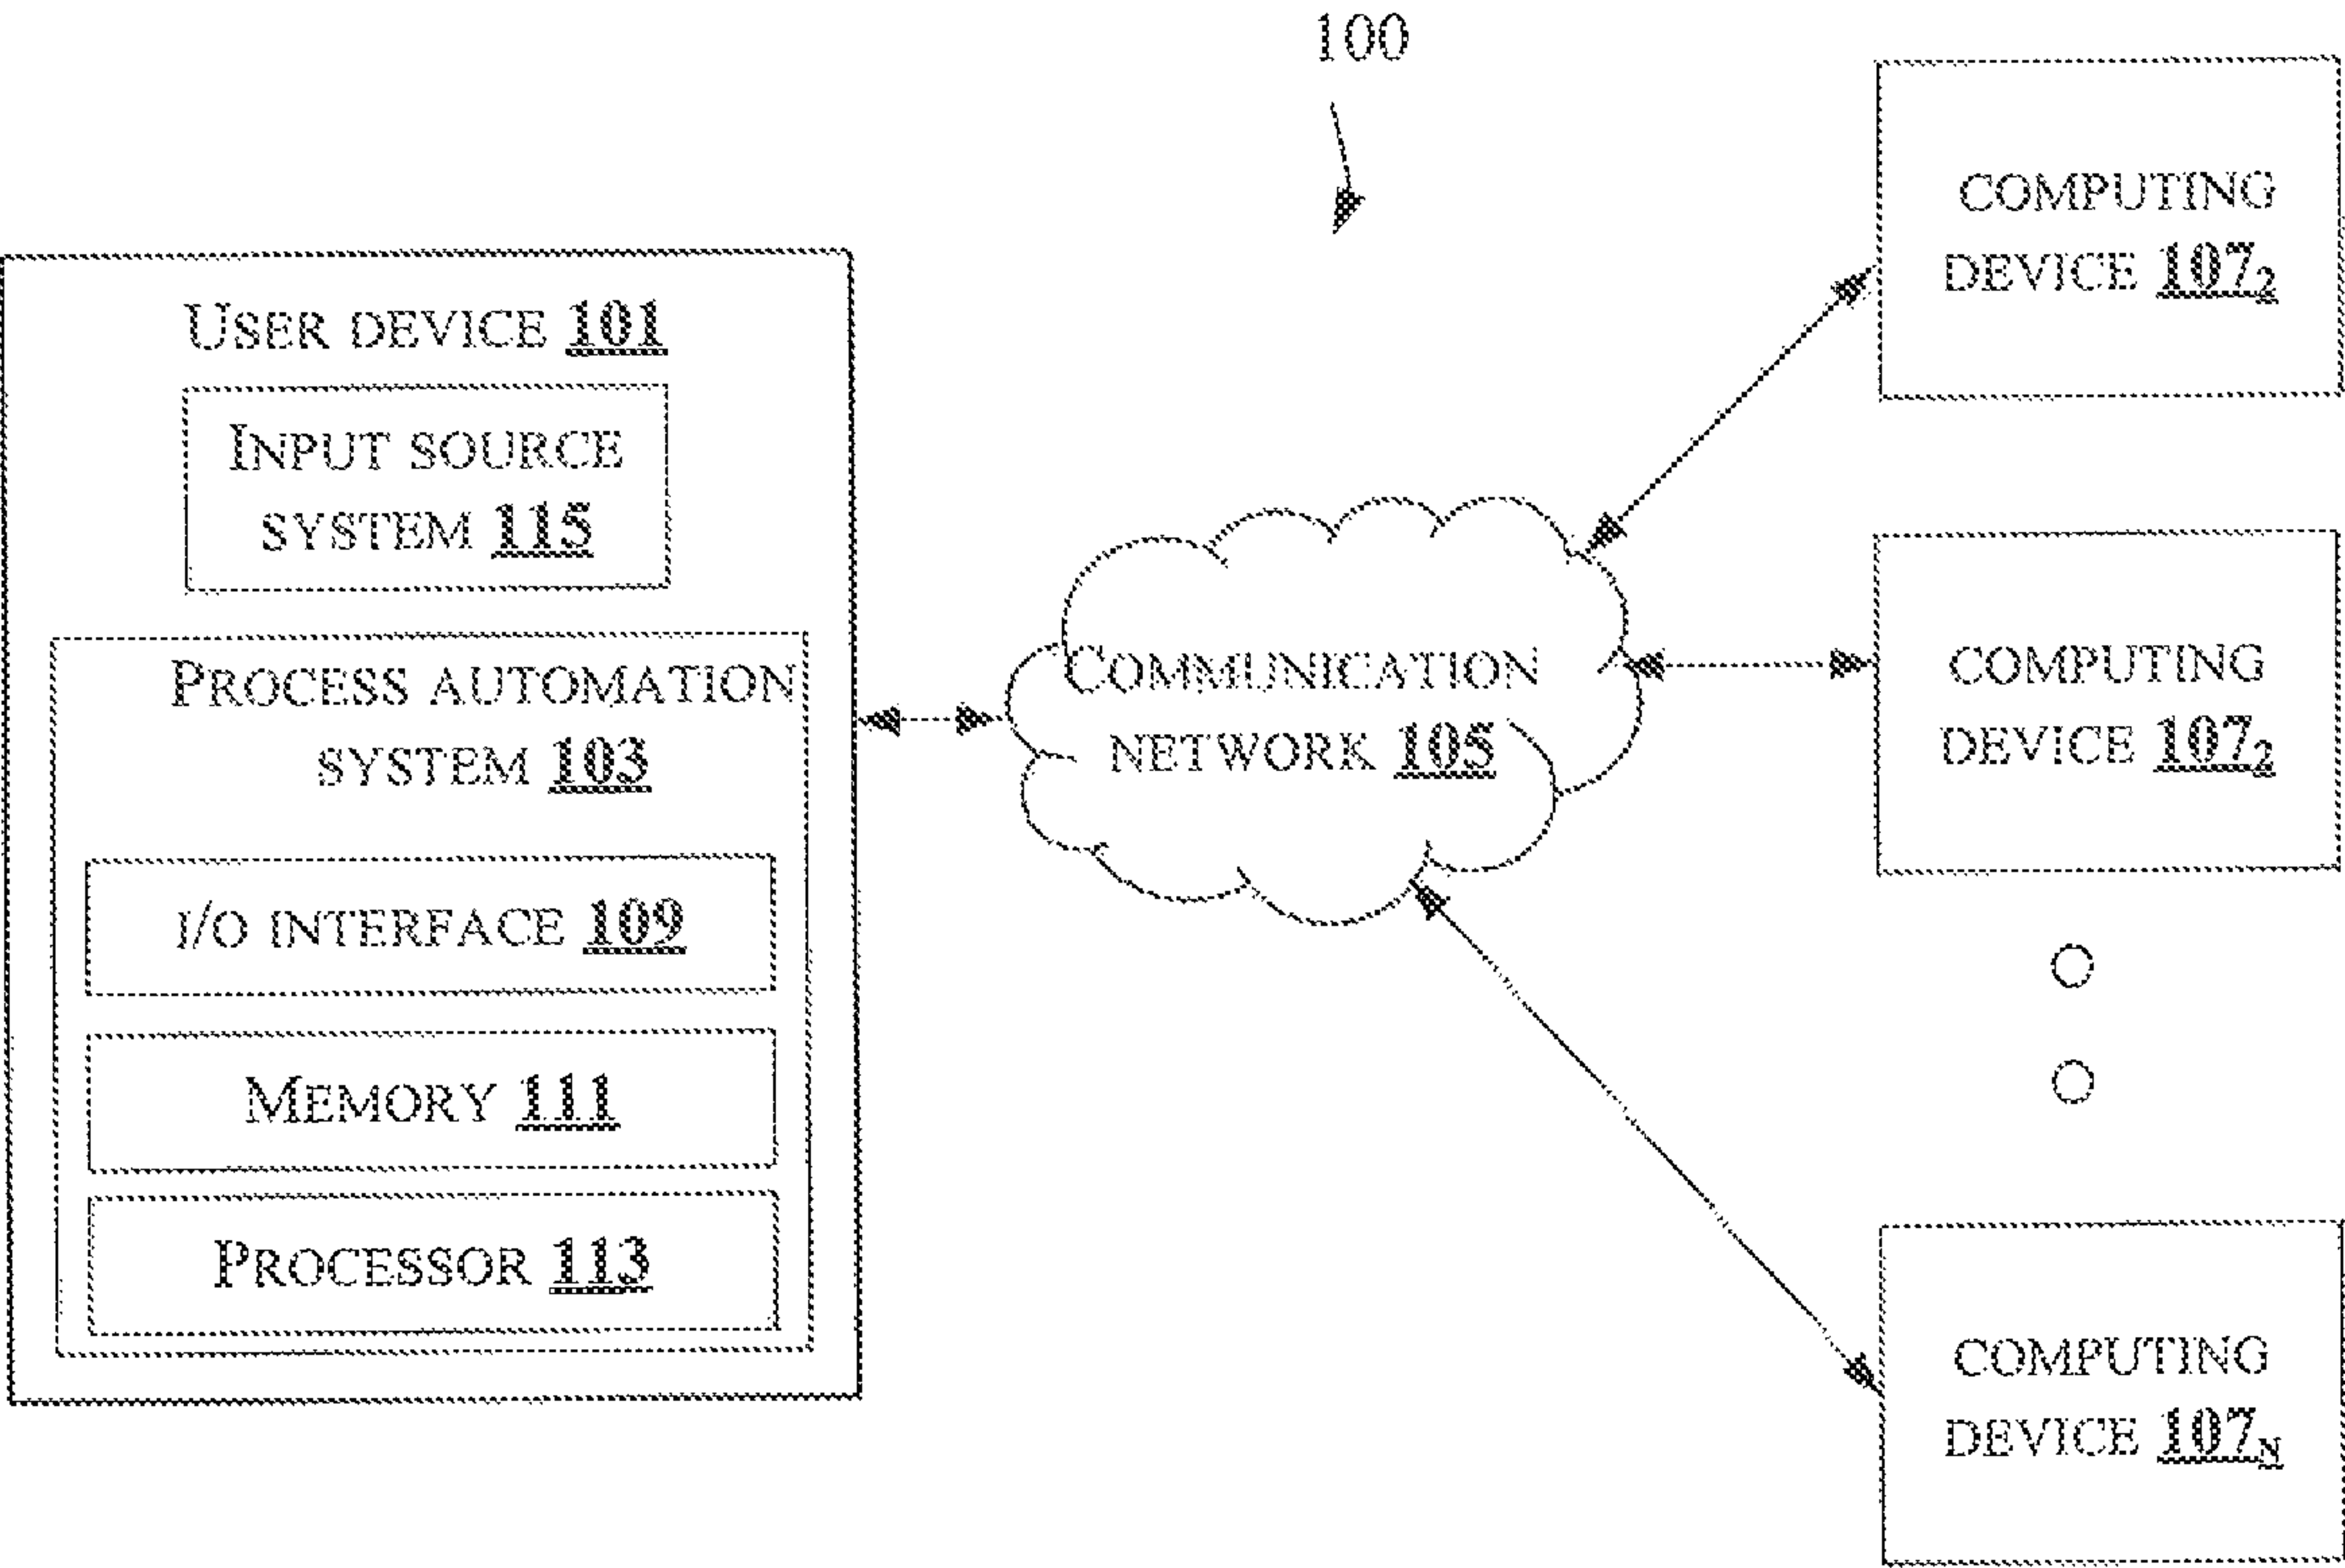 100
USER DEVICE 101
INPUT SOURCE
SYSTEM 115
PROCESS AUTOMATION
SYSTEM 103
I/O INTERFACE 109
MEMORY 111
PROCESSOR 113
COMMUNICATION
NETWORK 105
COMPUTING
DEVICE 107₂
COMPUTING
DEVICE 107₂
COMPUTING
DEVICE 107N